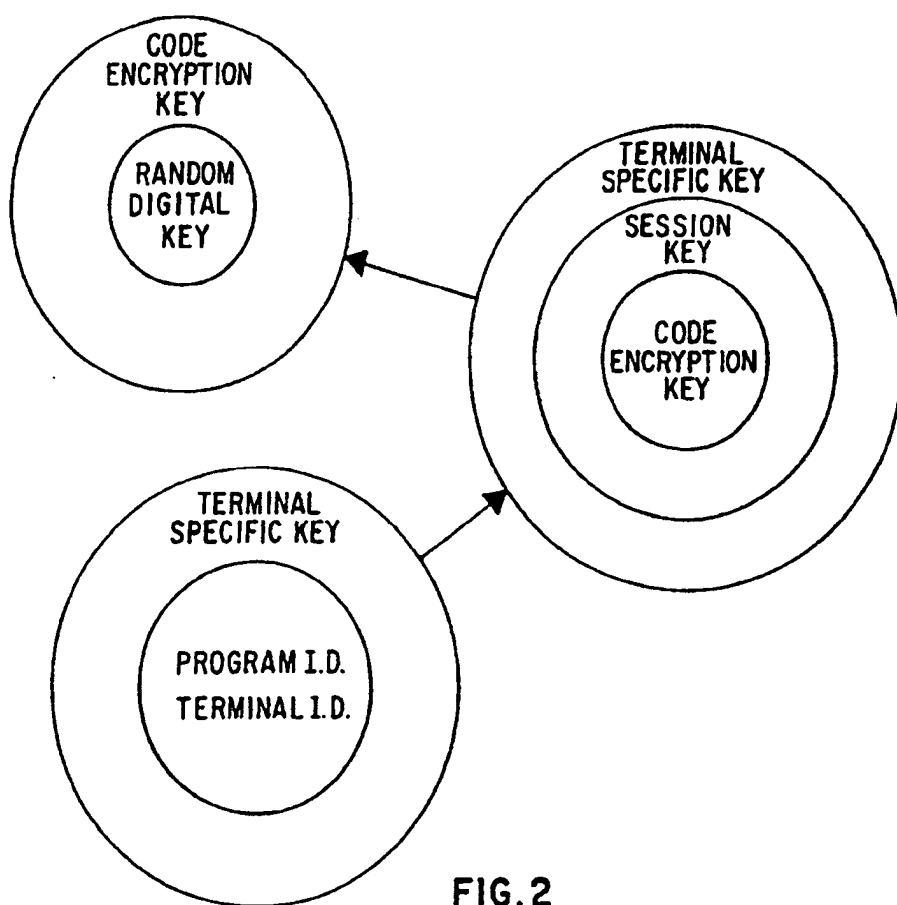 CODE
ENCRYPTION
KEY
RANDOM
DIGITAL
KEY
TERMINAL
SPECIFIC KEY
SESSION
KEY
CODE
ENCRYPTION
KEY
TERMINAL
SPECIFIC KEY
PROGRAM I.D.
TERMINAL I.D.
FIG. 2